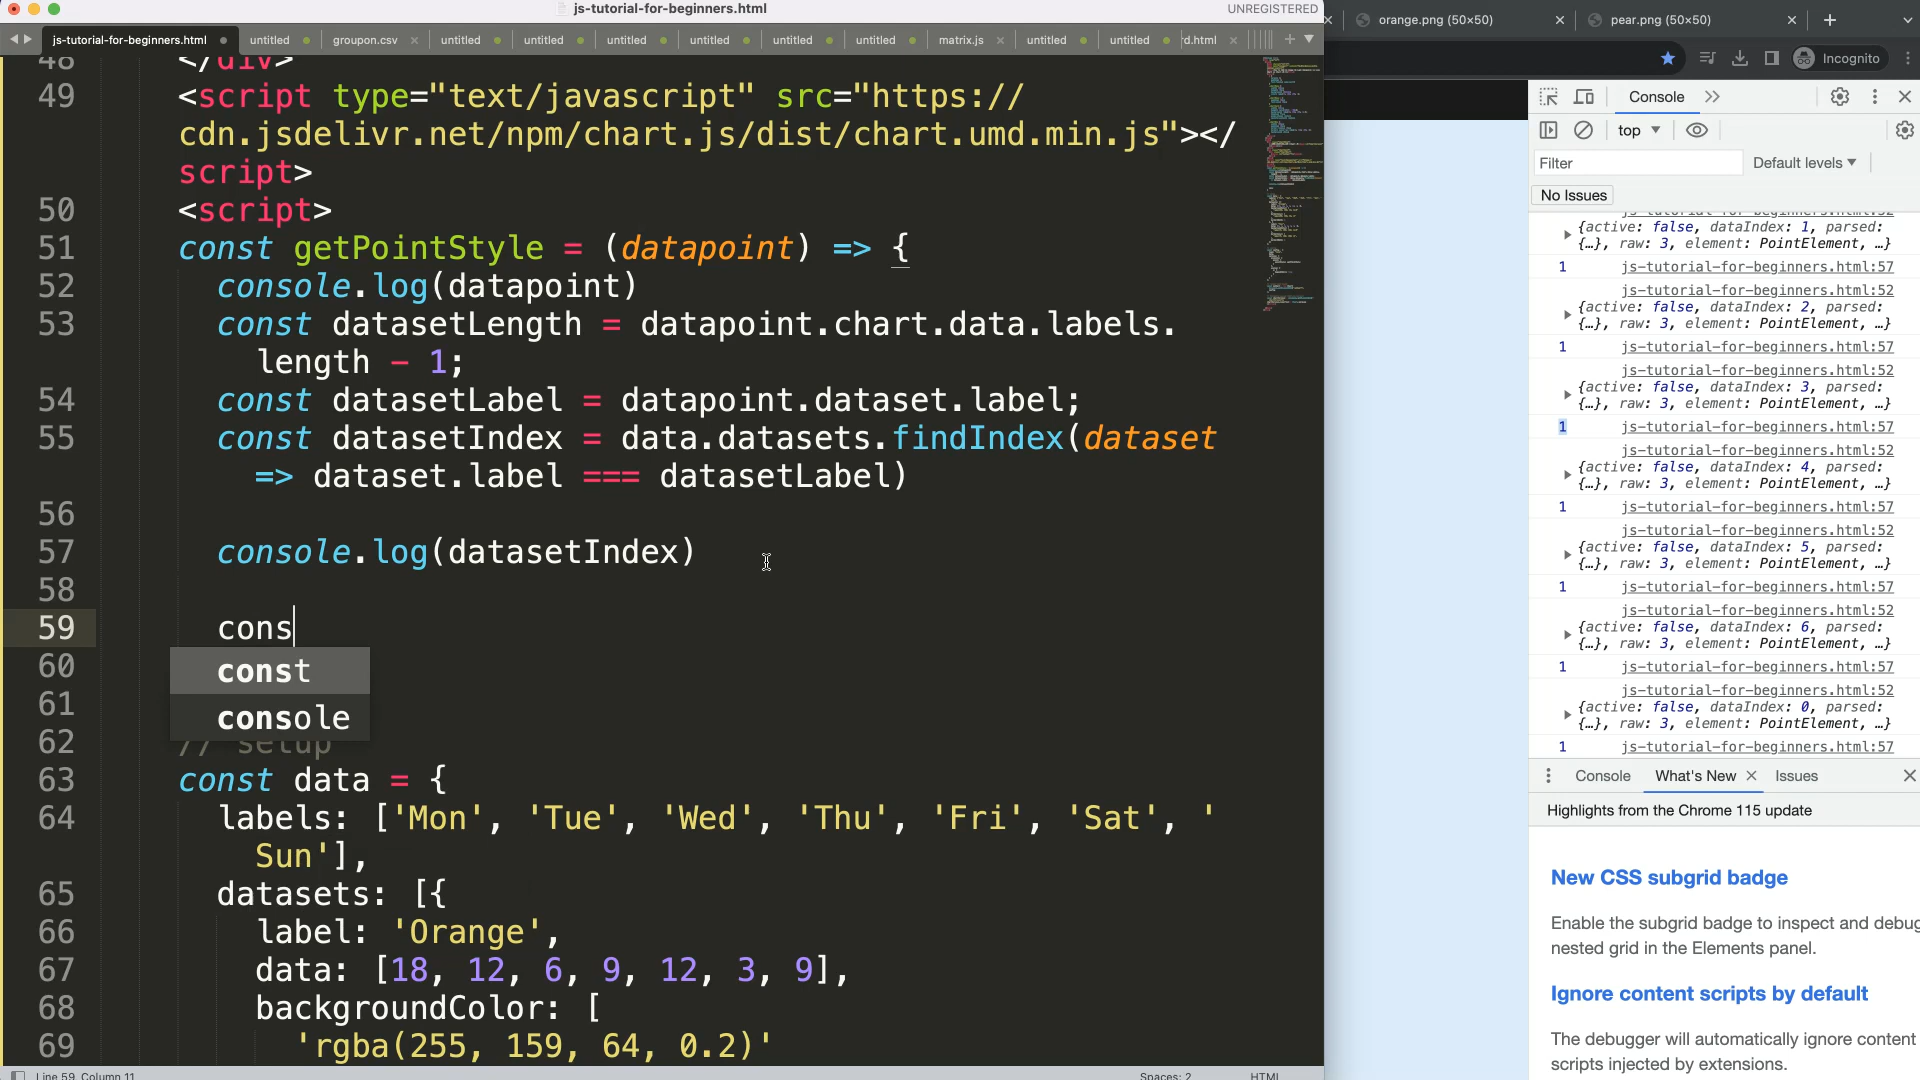 js-tutorial-for-beginners.html
UNREGISTERED
orange.png (50×50)
pear.png (50×50)
js-tutorial-for-beginners.html untitled groupon.csv untitled untitled untitled untitled untitled untitled matrix.js untitled untitled rd.html
Incognito
48 </div>
49 <script type="text/javascript" src="https://
cdn.jsdelivr.net/npm/chart.js/dist/chart.umd.min.js"></
script>
50 <script>
51 const getPointStyle = (datapoint) => {
52 console.log(datapoint)
53 const datasetLength = datapoint.chart.data.labels.
length - 1;
54 const datasetLabel = datapoint.dataset.label;
55 const datasetIndex = data.datasets.findIndex(dataset
=> dataset.label === datasetLabel)
56
57 console.log(datasetIndex)
58
59 cons
60 const
61 console
62 // setup
63 const data = {
64 labels: ['Mon', 'Tue', 'Wed', 'Thu', 'Fri', 'Sat', '
Sun'],
65 datasets: [{
66 label: 'Orange',
67 data: [18, 12, 6, 9, 12, 3, 9],
68 backgroundColor: [
69 'rgba(255, 159, 64, 0.2)'
Line 59, Column 11
Spaces: 2
HTML
Console
top
Filter
Default levels
No Issues
js-tutorial-for-beginners.html:52
{active: false, dataIndex: 1, parsed:
{…}, raw: 3, element: PointElement, …}
1 js-tutorial-for-beginners.html:57
js-tutorial-for-beginners.html:52
{active: false, dataIndex: 2, parsed:
{…}, raw: 3, element: PointElement, …}
1 js-tutorial-for-beginners.html:57
js-tutorial-for-beginners.html:52
{active: false, dataIndex: 3, parsed:
{…}, raw: 3, element: PointElement, …}
1 js-tutorial-for-beginners.html:57
js-tutorial-for-beginners.html:52
{active: false, dataIndex: 4, parsed:
{…}, raw: 3, element: PointElement, …}
1 js-tutorial-for-beginners.html:57
js-tutorial-for-beginners.html:52
{active: false, dataIndex: 5, parsed:
{…}, raw: 3, element: PointElement, …}
1 js-tutorial-for-beginners.html:57
js-tutorial-for-beginners.html:52
{active: false, dataIndex: 6, parsed:
{…}, raw: 3, element: PointElement, …}
1 js-tutorial-for-beginners.html:57
js-tutorial-for-beginners.html:52
{active: false, dataIndex: 0, parsed:
{…}, raw: 3, element: PointElement, …}
1 js-tutorial-for-beginners.html:57
Console What's New Issues
Highlights from the Chrome 115 update
New CSS subgrid badge
Enable the subgrid badge to inspect and debug
nested grid in the Elements panel.
Ignore content scripts by default
The debugger will automatically ignore content
scripts injected by extensions.